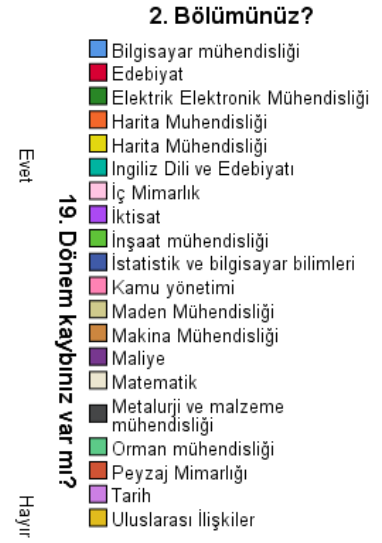 2. Bölümünüz?
Bilgisayar mühendisliği
Edebiyat
Elektrik Elektronik Mühendisliği
Harita Muhendisliği
Harita Mühendisliği
Ingiliz Dili ve Edebiyatı
İç Mimarlık
İktisat
İnşaat mühendisliği
İstatistik ve bilgisayar bilimleri
Kamu yönetimi
Maden Mühendisliği
Makina Mühendisliği
Maliye
Matematik
Metalurji ve malzeme
mühendisliği
Orman mühendisliği
Peyzaj Mimarlığı
Tarih
Uluslarası İlişkiler
19. Dönem kaybınız var mı?
Evet
Hayır